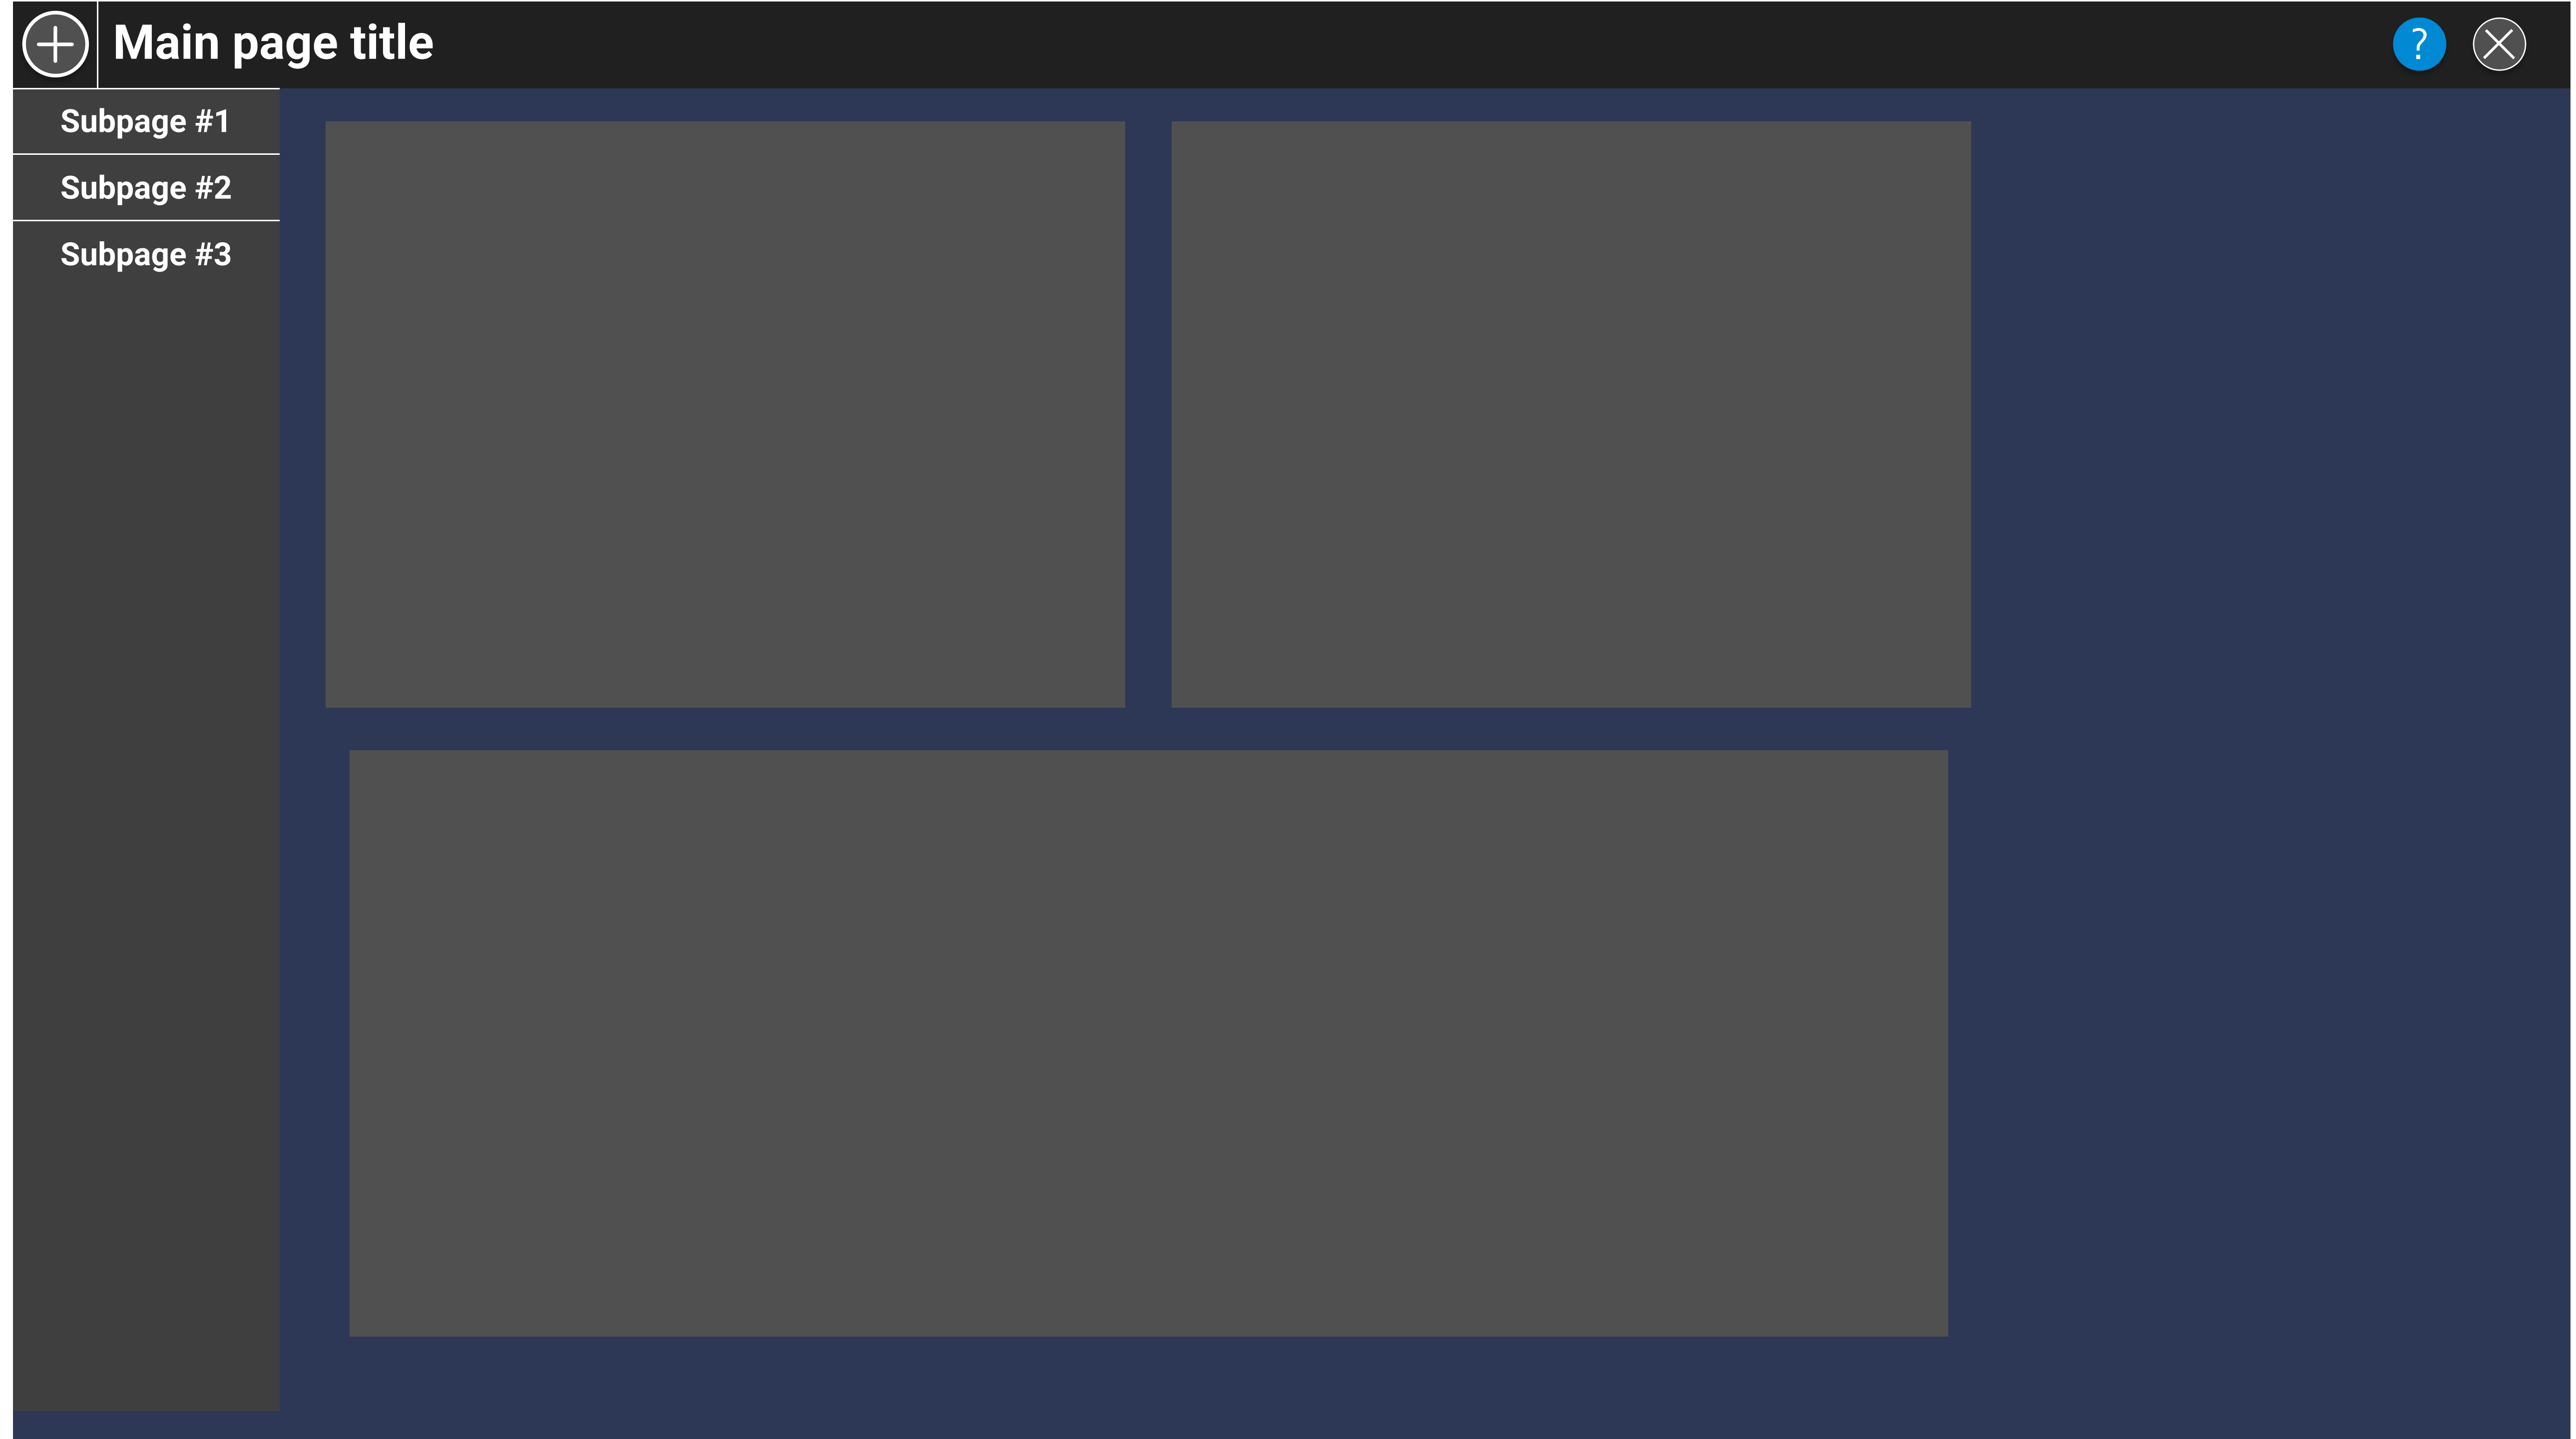 Main page title
?
Subpage #1
Subpage #2
Subpage #3